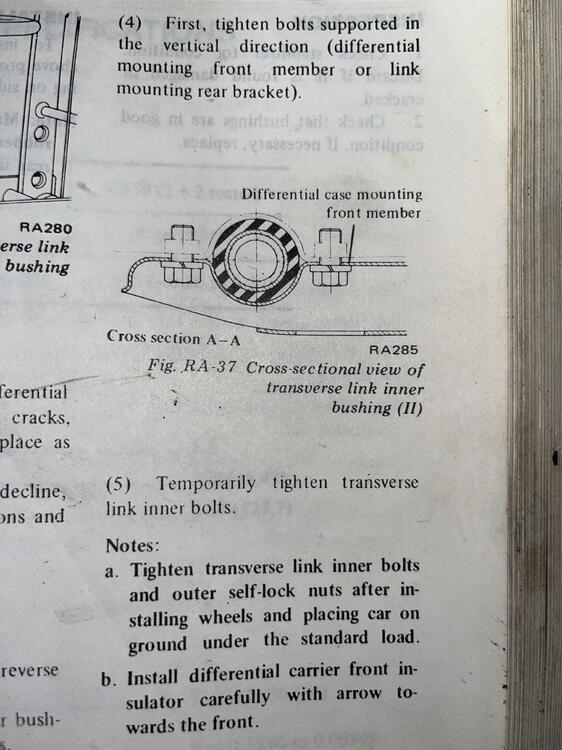 RA280
erse link
bushing
ferential
cracks,
place as
decline,
ons and
reverse
r bush-
s.
(4) First, tighten bolts supported in
the vertical direction (differential
mounting front member or link
mounting rear bracket).
Differential case mounting
front member
Cross section A–A
RA285
Fig. RA-37 Cross-sectional view of
transverse link inner
bushing (II)
(5) Temporarily tighten transverse
link inner bolts.
Notes:
a. Tighten transverse link inner bolts
and outer self-lock nuts after in-
stalling wheels and placing car on
ground under the standard load.
b. Install differential carrier front in-
sulator carefully with arrow to-
wards the front.